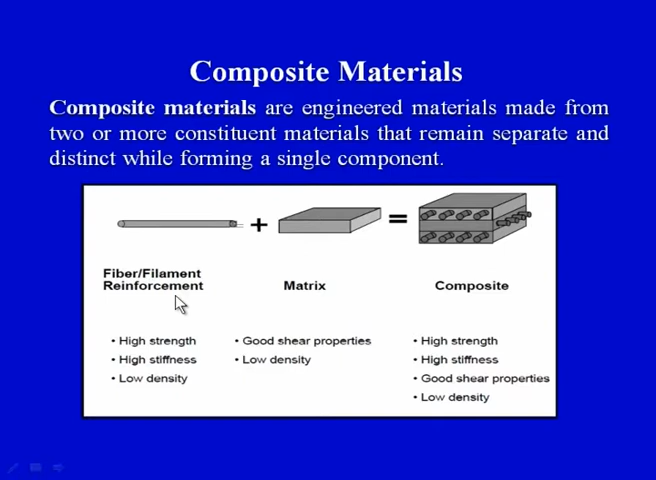 Composite Materials
Composite materials are engineered materials made from
two or more constituent materials that remain separate and
distinct while forming a single component.
+ =
Fiber/Filament
Reinforcement
Matrix
Composite
• High strength
• High stiffness
• Low density
• Good shear properties
• Low density
• High strength
• High stiffness
• Good shear properties
• Low density